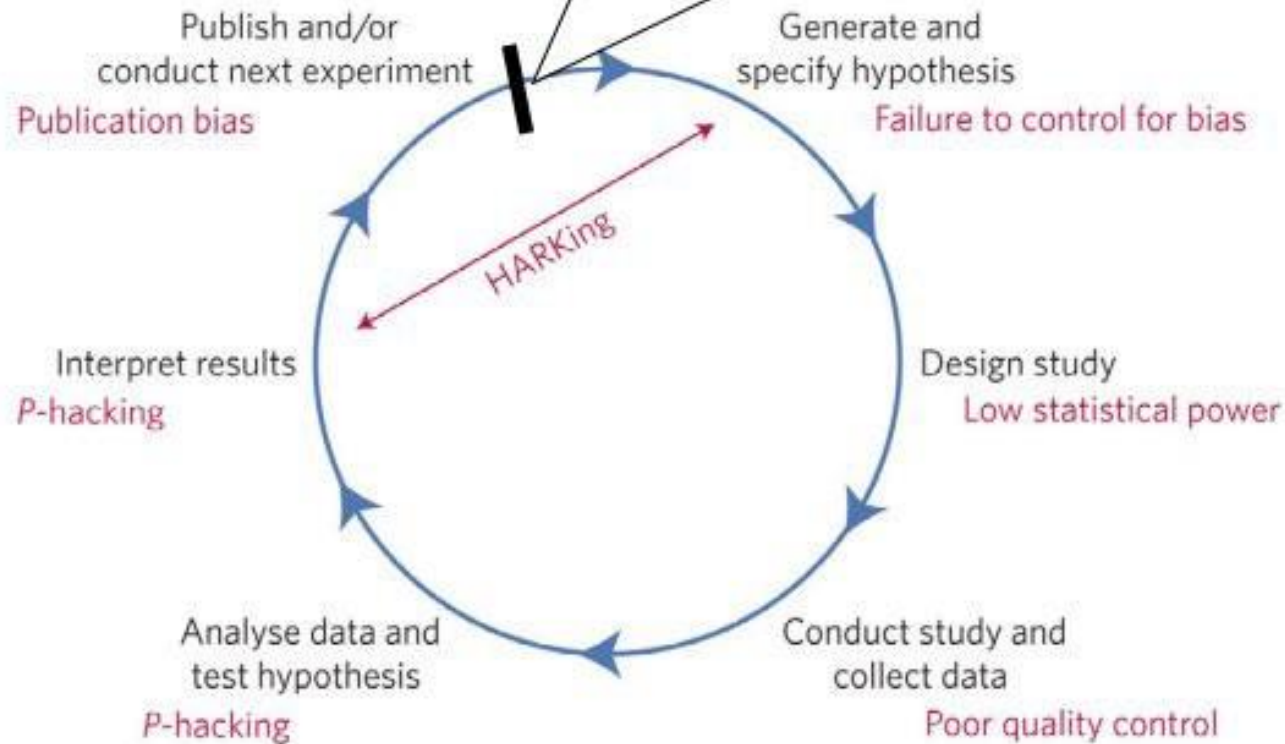 Publish and/or
conduct next experiment
Publication bias
Generate and
specify hypothesis
Failure to control for bias
HARKing
Interpret results
P-hacking
Design study
Low statistical power
Analyse data and
test hypothesis
P-hacking
Conduct study and
collect data
Poor quality control